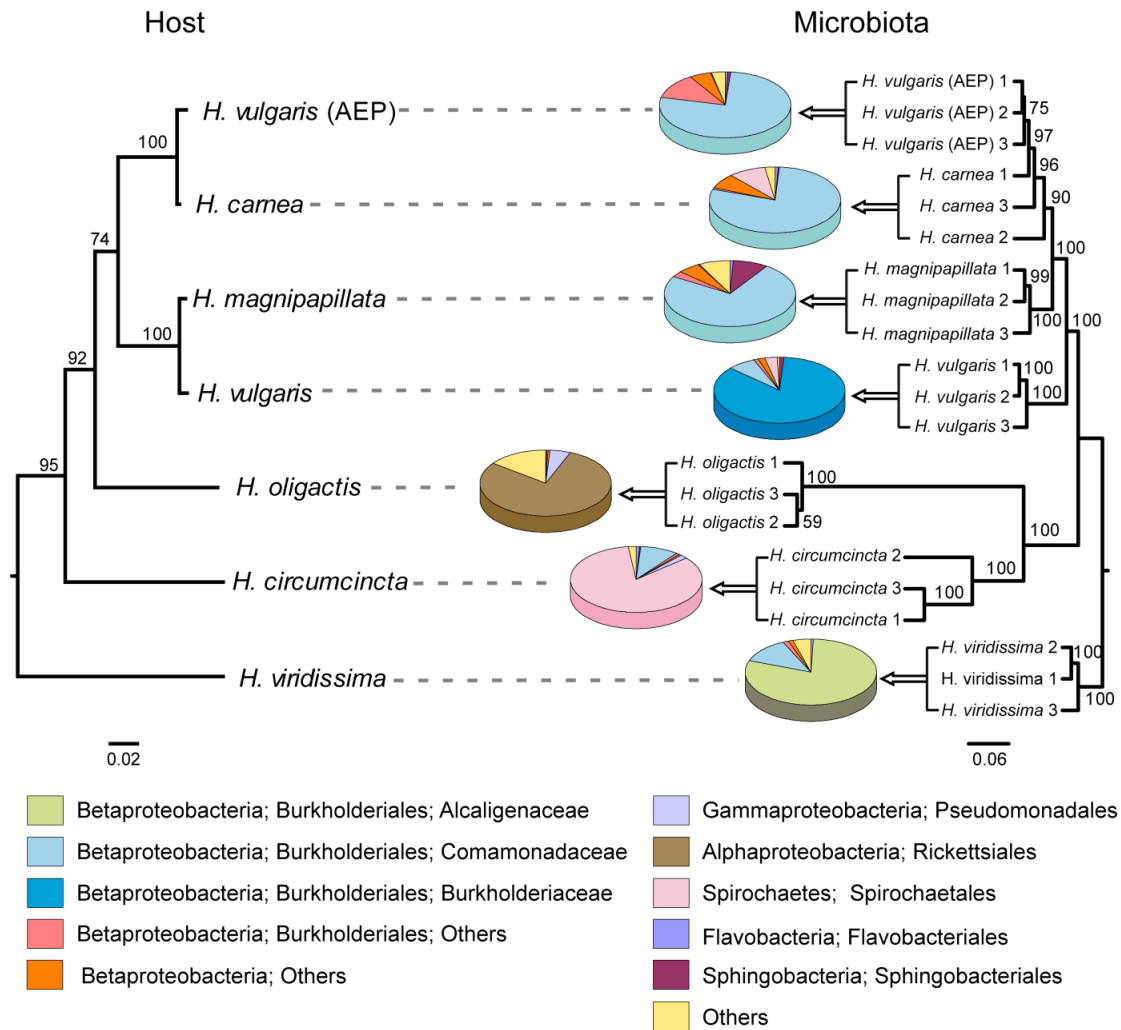 Host
Microbiota
H. vulgaris (AEP)
H. vulgaris (AEP) 1
H. vulgaris (AEP) 2
H. vulgaris (AEP) 3
75
97
100
96
H. carnea
H. carnea 1
H. carnea 3
H. carnea 2
90
100
74
H. magnipapillata
H. magnipapillata 1
H. magnipapillata 2
H. magnipapillata 3
99
100
100
100
H. vulgaris
H. vulgaris 1
H. vulgaris 2
H. vulgaris 3
100
100
92
H. oligactis
H. oligactis 1
H. oligactis 3
H. oligactis 2
100
59
95
100
H. circumcincta
H. circumcincta 2
H. circumcincta 3
H. circumcincta 1
100
100
H. viridissima
H. viridissima 2
H. viridissima 1
H. viridissima 3
100
100
0.02
0.06
Betaproteobacteria; Burkholderiales; Alcaligenaceae
Betaproteobacteria; Burkholderiales; Comamonadaceae
Betaproteobacteria; Burkholderiales; Burkholderiaceae
Betaproteobacteria; Burkholderiales; Others
Betaproteobacteria; Others
Gammaproteobacteria; Pseudomonadales
Alphaproteobacteria; Rickettsiales
Spirochaetes; Spirochaetales
Flavobacteria; Flavobacteriales
Sphingobacteria; Sphingobacteriales
Others